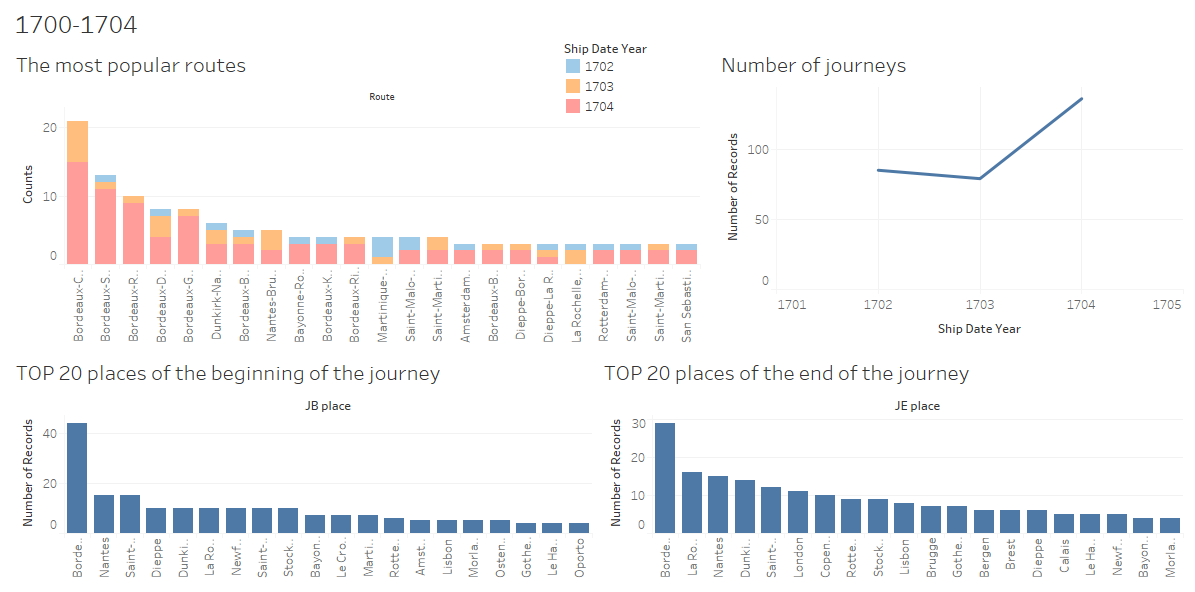 1700-1704
The most popular routes
Ship Date Year
1702
1703
1704
Route
Counts
20
10
0
Bordeaux-C..
Bordeaux-S..
Bordeaux-R..
Bordeaux-D..
Bordeaux-G..
Dunkirk-Na..
Bordeaux-B..
Nantes-Bru..
Bayonne-Ro..
Bordeaux-K..
Bordeaux-Ri..
Martinique-..
Saint-Malo-..
Saint-Marti..
Amsterdam..
Bordeaux-B..
Dieppe-Bor..
Dieppe-La R..
La Rochelle,..
Rotterdam-..
Saint-Malo-..
Saint-Marti..
San Sebasti..
Number of journeys
Number of Records
100
50
0
1701
1702
1703
1704
1705
Ship Date Year
TOP 20 places of the beginning of the journey
JB place
Number of Records
40
20
0
Borde..
Nantes
Saint-..
Dieppe
Dunki..
La Ro..
Newf..
Saint-..
Stock..
Bayon..
Le Cro..
Marti..
Rotte..
Amst..
Lisbon
Morla..
Osten..
Gothe..
Le Ha..
Oporto
TOP 20 places of the end of the journey
JE place
Number of Records
30
20
10
0
Borde..
La Ro..
Nantes
Dunki..
Saint-..
London
Copen..
Rotte..
Stock..
Lisbon
Brugge
Gothe..
Bergen
Brest
Dieppe
Calais
Le Ha..
Newf..
Bayon..
Morla..